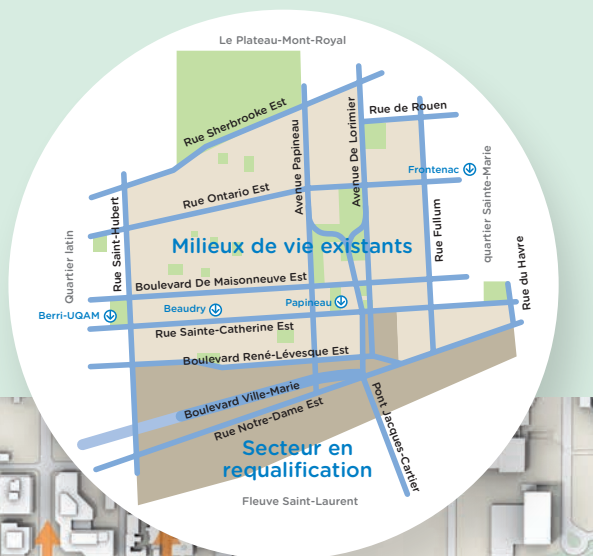 Le Plateau-Mont-Royal
Rue Sherbrooke Est
Rue de Rouen
Avenue Papineau
Avenue De Lorimier
Frontenac
Rue Ontario Est
Rue Saint-Hubert
Rue Fullum
quartier Sainte-Marie
Quartier latin
Milieux de vie existants
Rue du Havre
Boulevard De Maisonneuve Est
Berri-UQAM
Beaudry
Papineau
Rue Sainte-Catherine Est
Boulevard René-Lévesque Est
Boulevard Ville-Marie
Rue Notre-Dame Est
Pont Jacques-Cartier
Secteur en
requalification
Fleuve Saint-Laurent